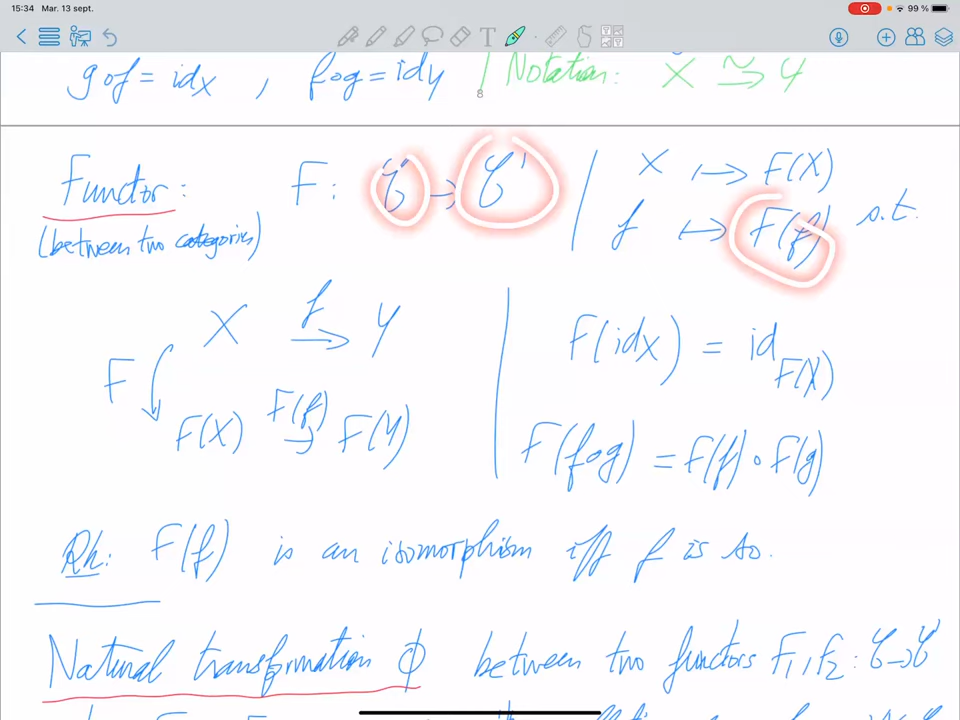 15:34 Mar. 13 sept. 99 %
g∘f = idX , f∘g = idY | Notation: X ⥲ Y
8
Functor: F: 𝒞 → 𝒞' | X ↦ F(X)
(between two categories) f ↦ F(f) s.t.
X f→ Y F(idX) = id F(X)
F
F(X) F(f)→ F(Y) F(f∘g) = F(f) ∘ F(g)
Rk: F(f) is an isomorphism iff f is so.
Natural transformation ϕ between two functors F1, F2 : 𝒞 → 𝒞'